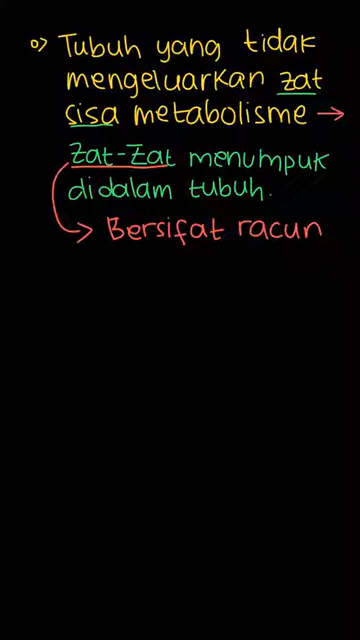 o> Tubuh yang tidak
mengeluarkan zat
sisa metabolisme →
Zat-Zat menumpuk
didalam tubuh.
→ Bersifat racun